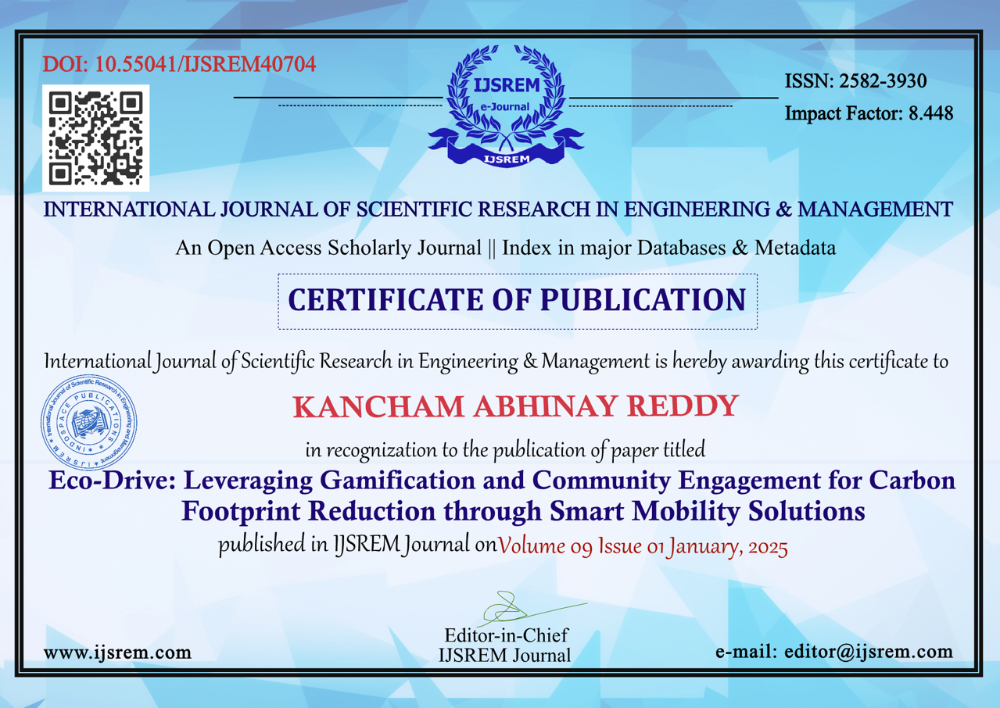 DOI: 10.55041/IJSREM40704
IJSREM
e-Journal
IJSREM
ISSN: 2582-3930
Impact Factor: 8.448
INTERNATIONAL JOURNAL OF SCIENTIFIC RESEARCH IN ENGINEERING & MANAGEMENT
An Open Access Scholarly Journal || Index in major Databases & Metadata
CERTIFICATE OF PUBLICATION
International Journal of Scientific Research in Engineering & Management is hereby awarding this certificate to
International Journal of Scientific Research in Engineering and Management
IJSREM
INDOSPACE PUBLICATIONS
KANCHAM ABHINAY REDDY
in recognization to the publication of paper titled
Eco-Drive: Leveraging Gamification and Community Engagement for Carbon
Footprint Reduction through Smart Mobility Solutions
published in IJSREM Journal on Volume 09 Issue 01 January, 2025
Editor-in-Chief
IJSREM Journal
www.ijsrem.com
e-mail: editor@ijsrem.com